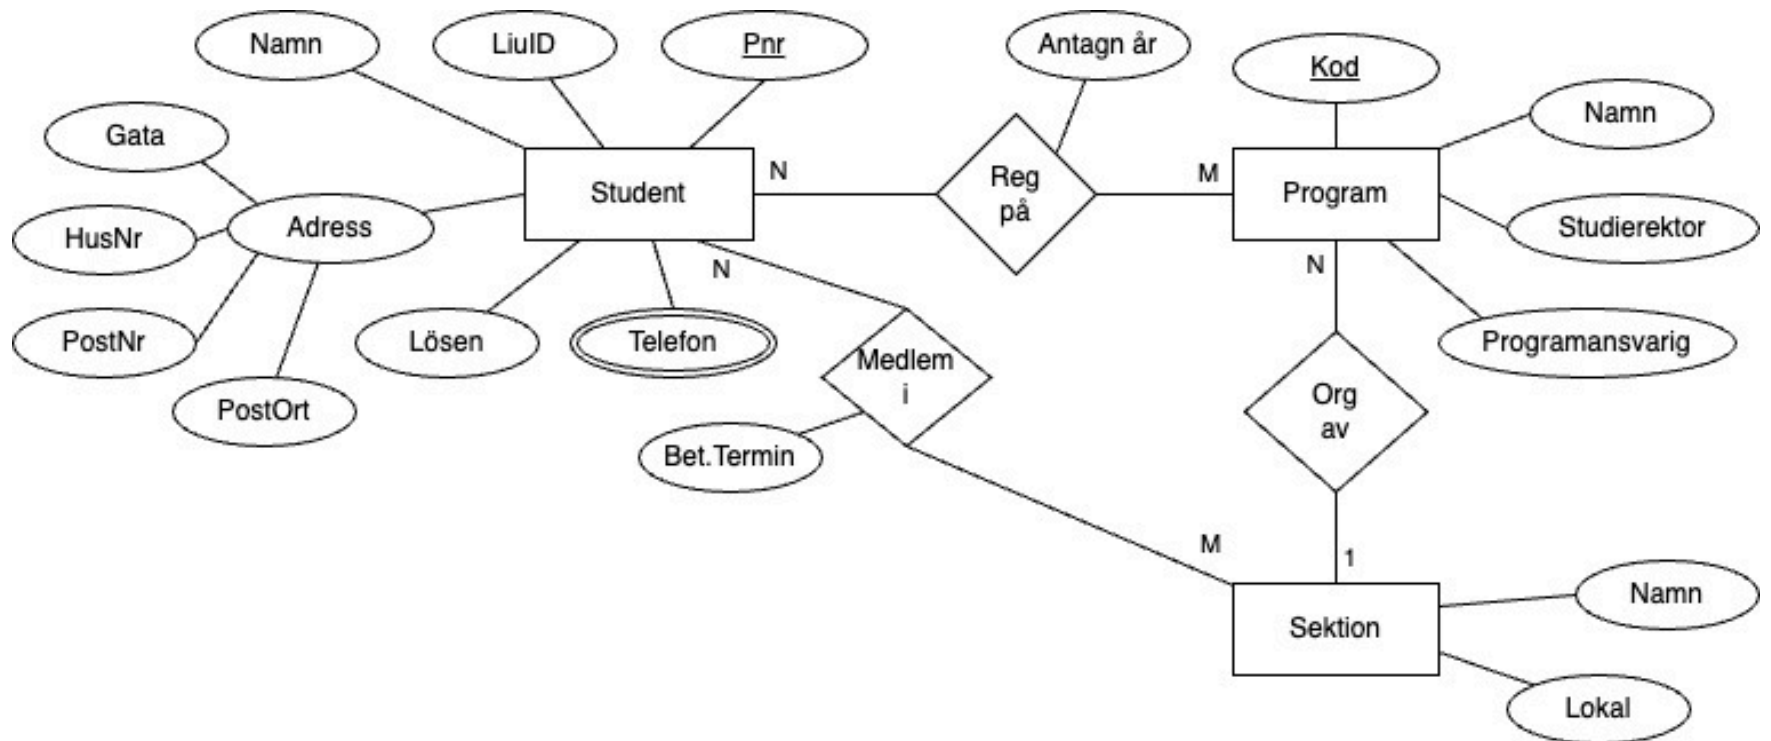 Namn
LiuID
Pnr
Antagn år
Kod
Namn
Gata
Student
N
Reg
på
M
Program
Adress
HusNr
Studierektor
N
N
PostNr
Lösen
Telefon
Medlem
i
Programansvarig
PostOrt
Org
av
Bet.Termin
M
1
Namn
Sektion
Lokal